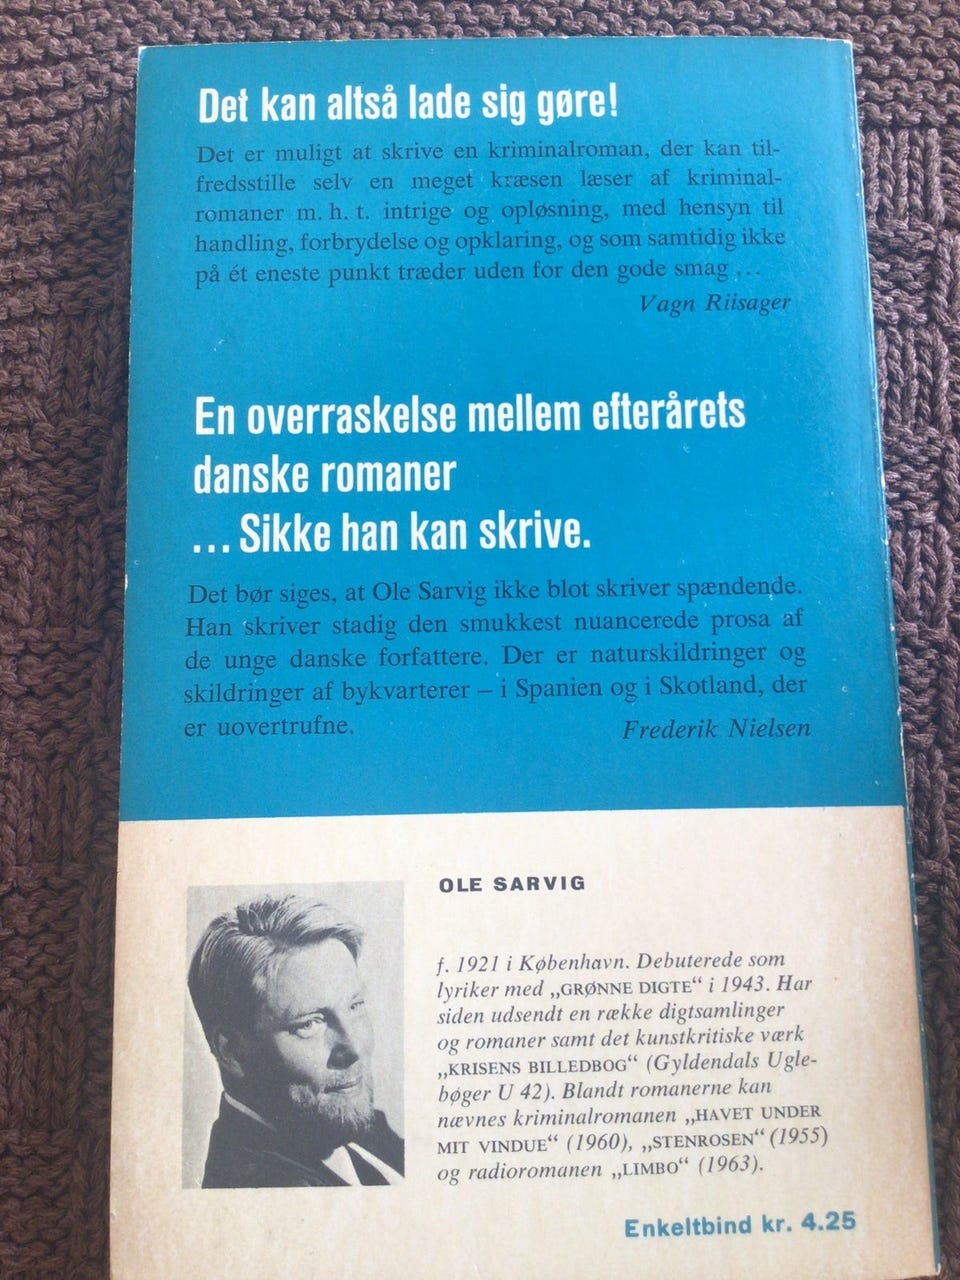 Det kan altså lade sig gøre!
Det er muligt at skrive en kriminalroman, der kan til-
fredsstille selv en meget kræsen læser af kriminal-
romaner m. h. t. intrige og opløsning, med hensyn til
handling, forbrydelse og opklaring, og som samtidig ikke
på ét eneste punkt træder uden for den gode smag ...
Vagn Riisager
En overraskelse mellem efterårets
danske romaner
... Sikke han kan skrive.
Det bør siges, at Ole Sarvig ikke blot skriver spændende.
Han skriver stadig den smukkest nuancerede prosa af
de unge danske forfattere. Der er naturskildringer og
skildringer af bykvarterer – i Spanien og i Skotland, der
er uovertrufne.
Frederik Nielsen
OLE SARVIG
f. 1921 i København. Debuterede som
lyriker med „GRØNNE DIGTE“ i 1943. Har
siden udsendt en række digtsamlinger
og romaner samt det kunstkritiske værk
„KRISENS BILLEDBOG“ (Gyldendals Ugle-
bøger U 42). Blandt romanerne kan
nævnes kriminalromanen „HAVET UNDER
MIT VINDUE“ (1960), „STENROSEN“ (1955)
og radioromanen „LIMBO“ (1963).
Enkeltbind kr. 4.25